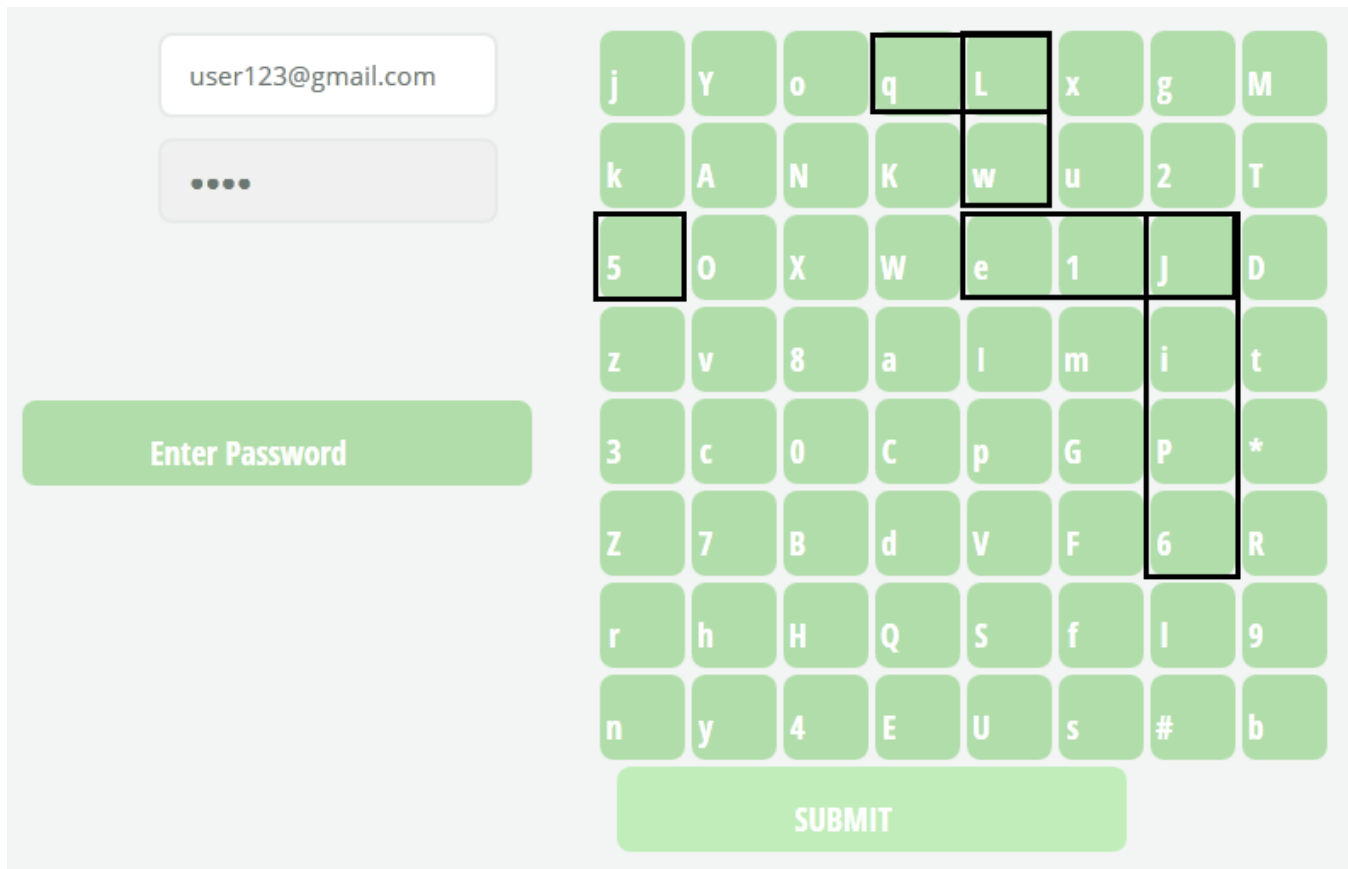 user123@gmail.com
••••
Enter Password
j Y o q L x g M
k A N K w u 2 T
5 O X W e 1 J D
z v 8 a I m i t
3 c 0 C p G P *
Z 7 B d V F 6 R
r h H Q S f l 9
n y 4 E U s # b
SUBMIT